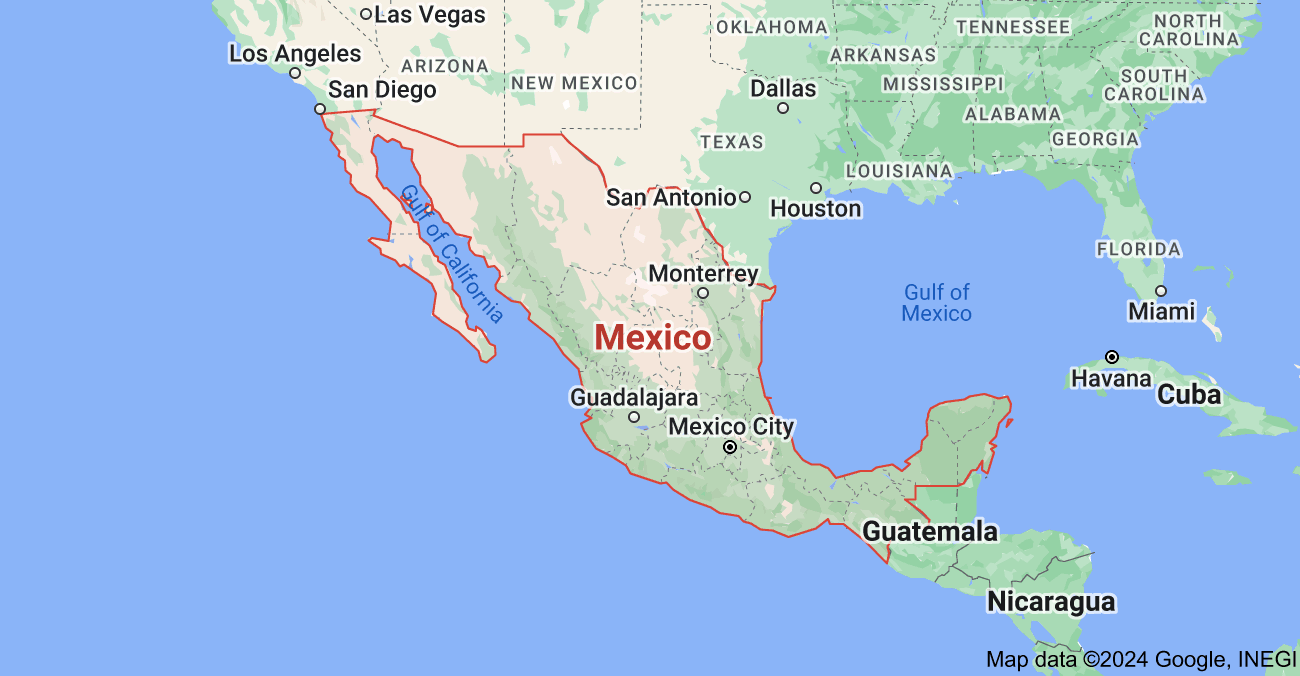 Las Vegas
OKLAHOMA
TENNESSEE
NORTH
CAROLINA
Los Angeles
ARIZONA
ARKANSAS
NEW MEXICO
San Diego
Dallas
MISSISSIPPI
SOUTH
CAROLINA
ALABAMA
TEXAS
GEORGIA
LOUISIANA
San Antonio
Houston
Gulf of California
FLORIDA
Monterrey
Gulf of
Mexico
Miami
Mexico
Havana
Cuba
Guadalajara
Mexico City
Guatemala
Nicaragua
Map data ©2024 Google, INEGI